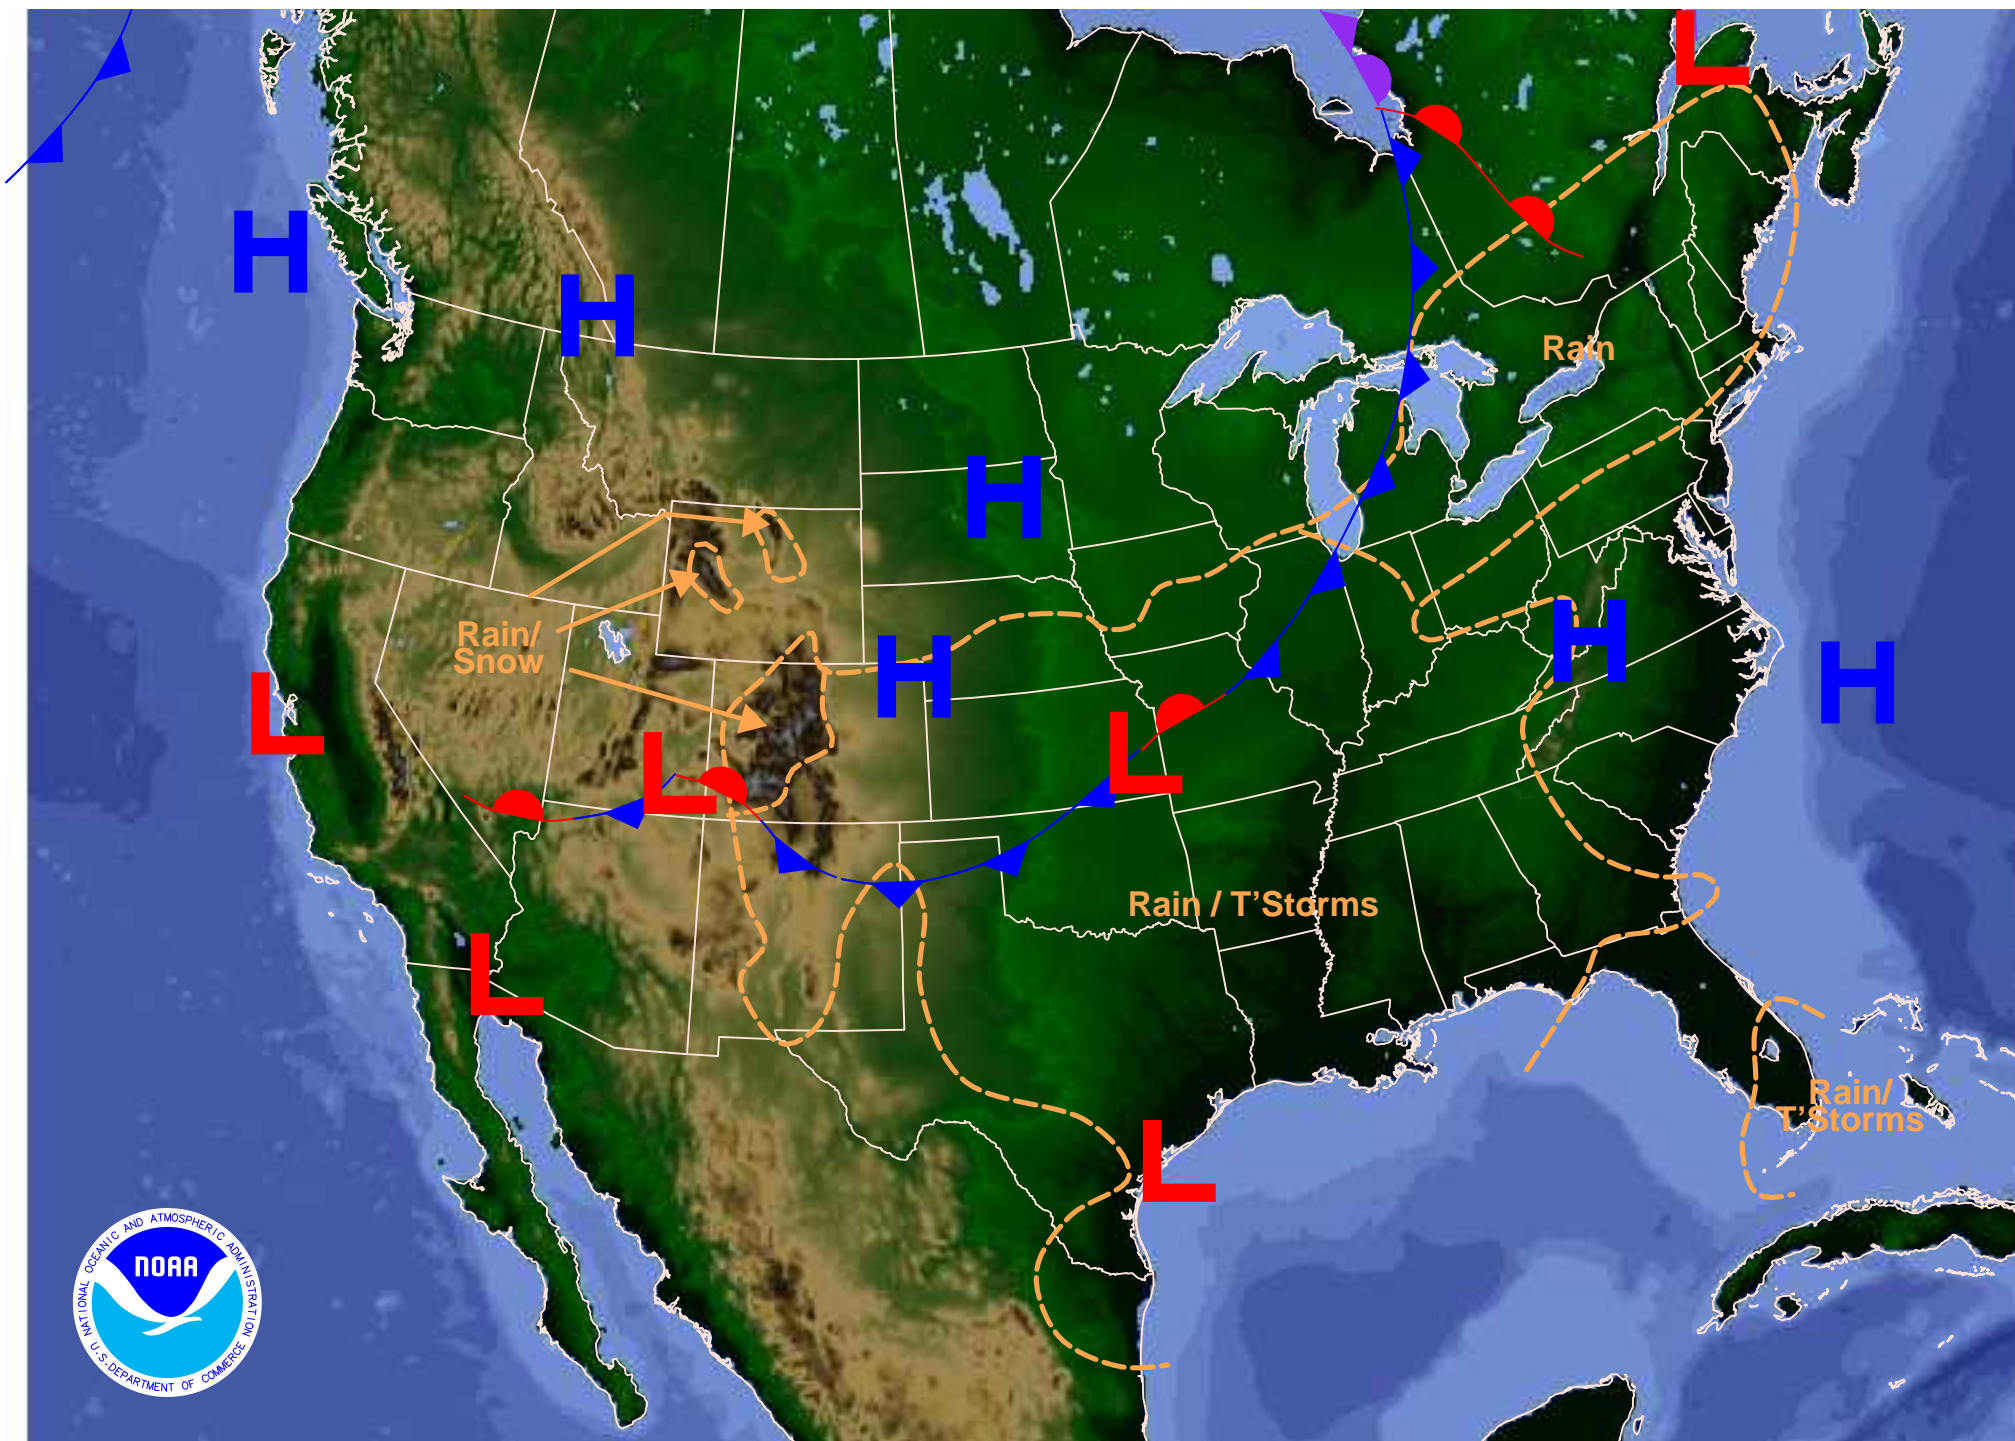 L
H
H
Rain
H
Rain/
Snow
H
H
H
L
L
L
Rain / T'Storms
L
Rain/
T'Storms
L
NATIONAL OCEANIC AND ATMOSPHERIC ADMINISTRATION
NOAA
U.S. DEPARTMENT OF COMMERCE